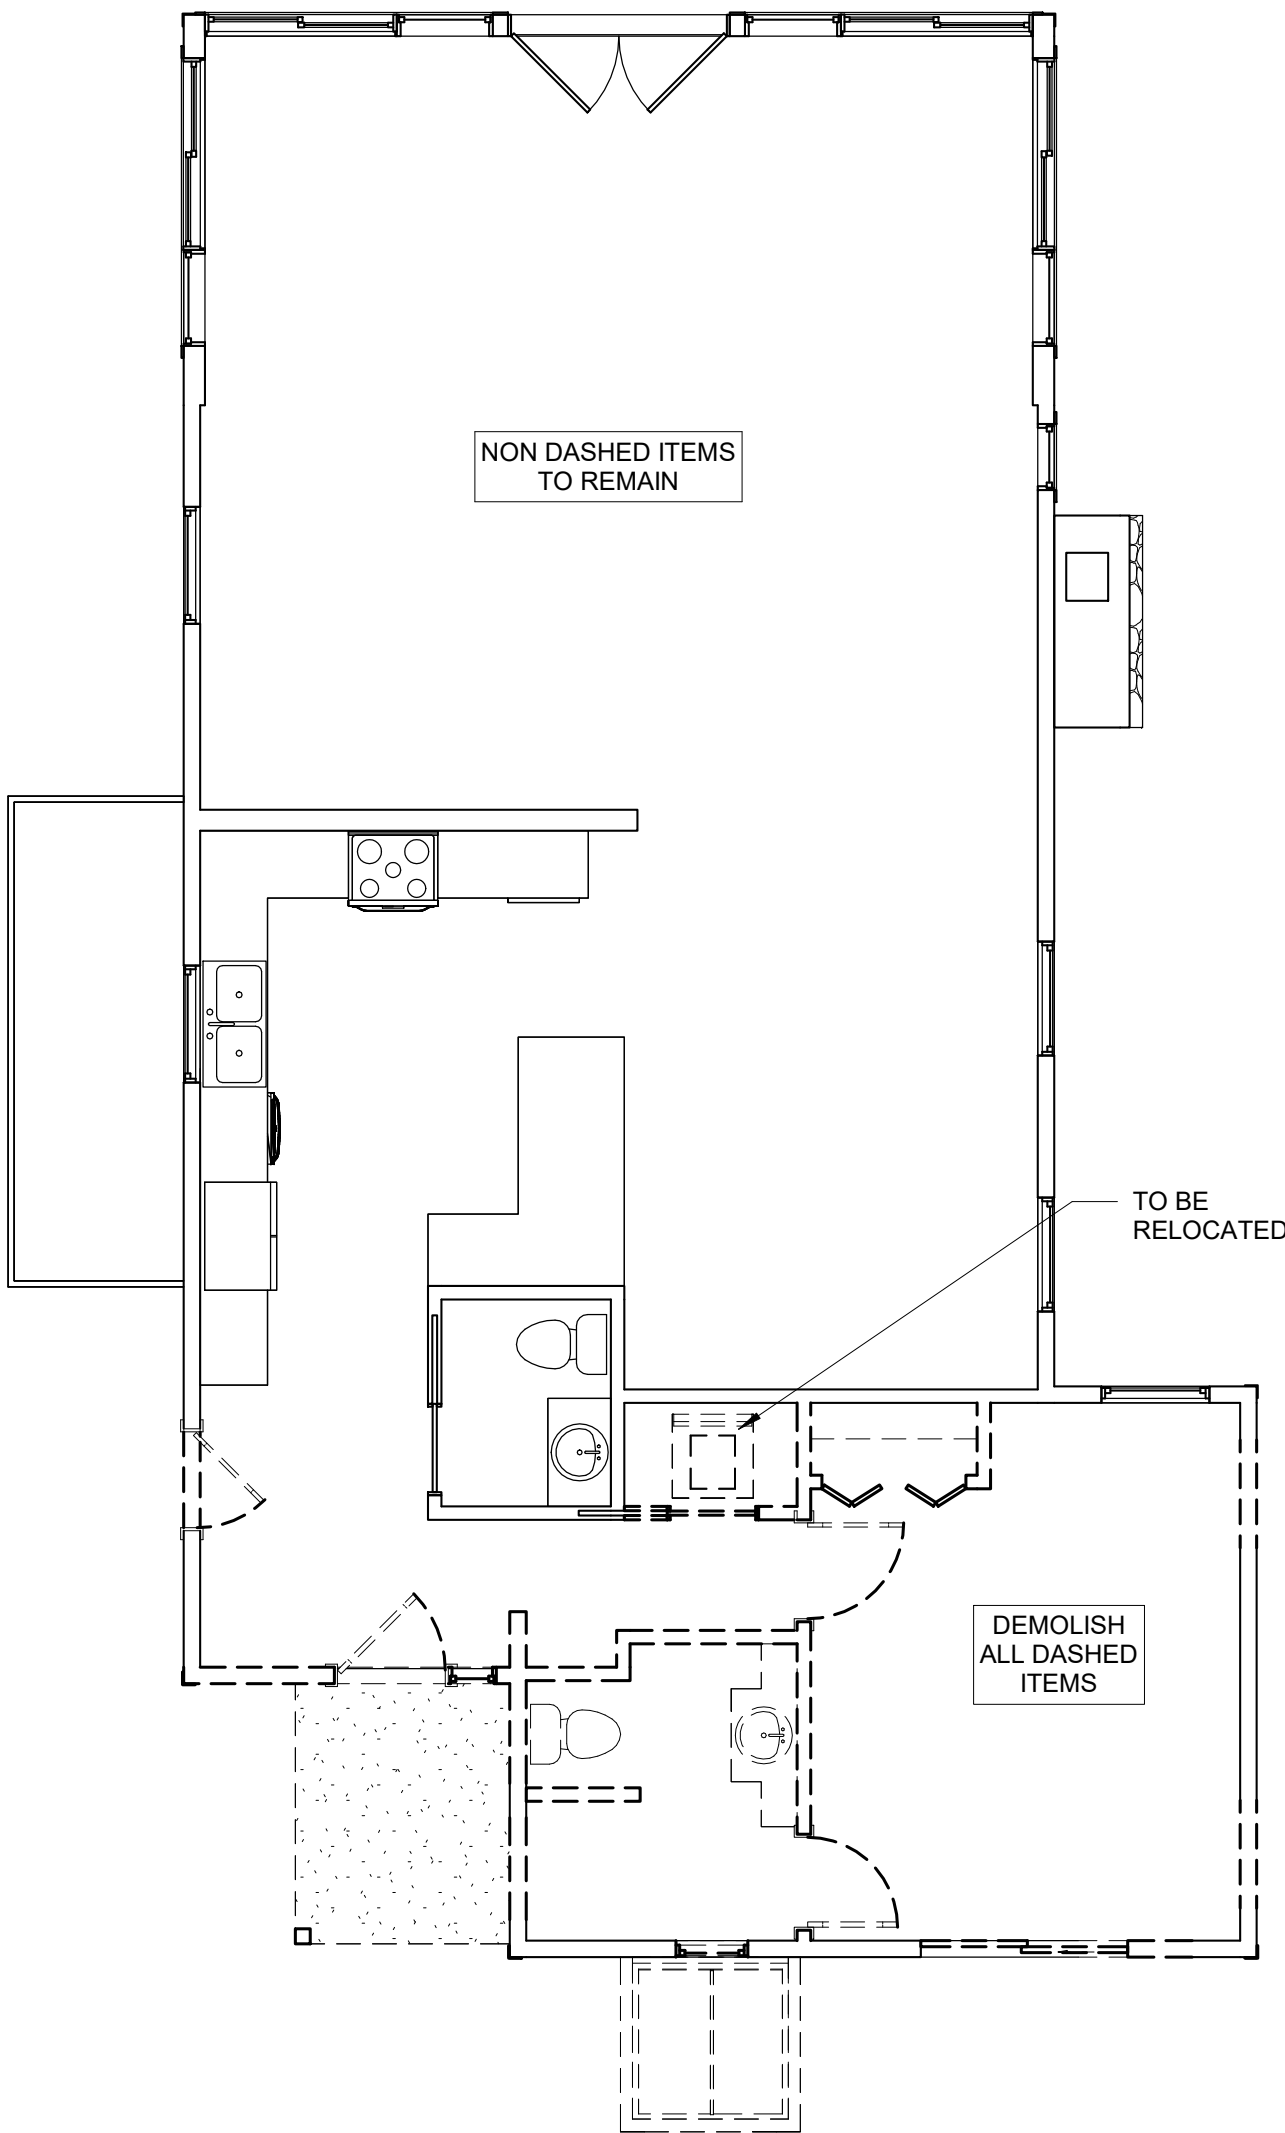 NON DASHED ITEMS
TO REMAIN
TO BE
RELOCATED
DEMOLISH
ALL DASHED
ITEMS